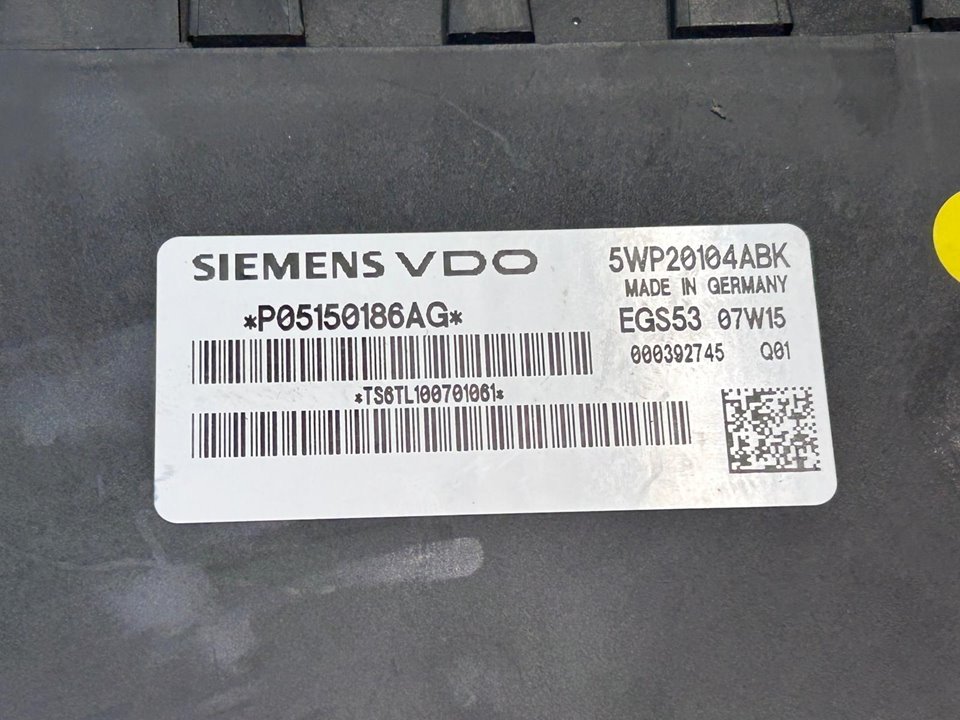 SIEMENS VDO
5WP20104ABK
MADE IN GERMANY
*P05150186AG*
EGS53 07W15
000392745 Q01
*TS6TL100701061*